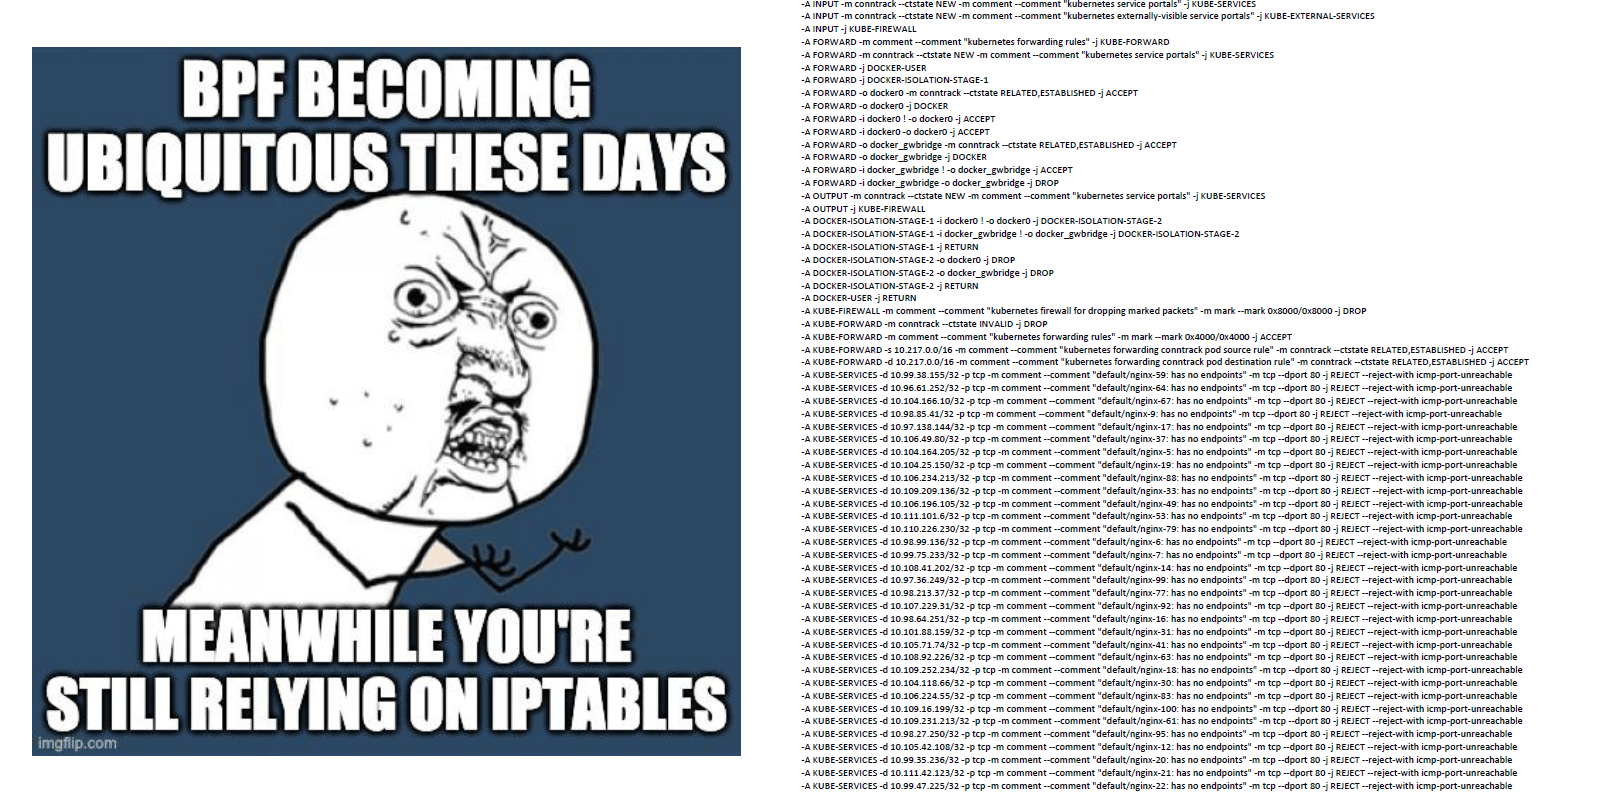 BPF BECOMING
UBIQUITOUS THESE DAYS
MEANWHILE YOU'RE
STILL RELYING ON IPTABLES
imgflip.com
-A INPUT -m conntrack --ctstate NEW -m comment --comment "kubernetes service portals" -j KUBE-SERVICES
-A INPUT -m conntrack --ctstate NEW -m comment --comment "kubernetes externally-visible service portals" -j KUBE-EXTERNAL-SERVICES
-A INPUT -j KUBE-FIREWALL
-A FORWARD -m comment --comment "kubernetes forwarding rules" -j KUBE-FORWARD
-A FORWARD -m conntrack --ctstate NEW -m comment --comment "kubernetes service portals" -j KUBE-SERVICES
-A FORWARD -j DOCKER-USER
-A FORWARD -j DOCKER-ISOLATION-STAGE-1
-A FORWARD -o docker0 -m conntrack --ctstate RELATED,ESTABLISHED -j ACCEPT
-A FORWARD -o docker0 -j DOCKER
-A FORWARD -i docker0 ! -o docker0 -j ACCEPT
-A FORWARD -i docker0 -o docker0 -j ACCEPT
-A FORWARD -o docker_gwbridge -m conntrack --ctstate RELATED,ESTABLISHED -j ACCEPT
-A FORWARD -o docker_gwbridge -j DOCKER
-A FORWARD -i docker_gwbridge ! -o docker_gwbridge -j ACCEPT
-A FORWARD -i docker_gwbridge -o docker_gwbridge -j DROP
-A OUTPUT -m conntrack --ctstate NEW -m comment --comment "kubernetes service portals" -j KUBE-SERVICES
-A OUTPUT -j KUBE-FIREWALL
-A DOCKER-ISOLATION-STAGE-1 -i docker0 ! -o docker0 -j DOCKER-ISOLATION-STAGE-2
-A DOCKER-ISOLATION-STAGE-1 -i docker_gwbridge ! -o docker_gwbridge -j DOCKER-ISOLATION-STAGE-2
-A DOCKER-ISOLATION-STAGE-1 -j RETURN
-A DOCKER-ISOLATION-STAGE-2 -o docker0 -j DROP
-A DOCKER-ISOLATION-STAGE-2 -o docker_gwbridge -j DROP
-A DOCKER-ISOLATION-STAGE-2 -j RETURN
-A DOCKER-USER -j RETURN
-A KUBE-FIREWALL -m comment --comment "kubernetes firewall for dropping marked packets" -m mark --mark 0x8000/0x8000 -j DROP
-A KUBE-FORWARD -m conntrack --ctstate INVALID -j DROP
-A KUBE-FORWARD -m comment --comment "kubernetes forwarding rules" -m mark --mark 0x4000/0x4000 -j ACCEPT
-A KUBE-FORWARD -s 10.217.0.0/16 -m comment --comment "kubernetes forwarding conntrack pod source rule" -m conntrack --ctstate RELATED,ESTABLISHED -j ACCEPT
-A KUBE-FORWARD -d 10.217.0.0/16 -m comment --comment "kubernetes forwarding conntrack pod destination rule" -m conntrack --ctstate RELATED,ESTABLISHED -j ACCEPT
-A KUBE-SERVICES -d 10.99.38.155/32 -p tcp -m comment --comment "default/nginx-59: has no endpoints" -m tcp --dport 80 -j REJECT --reject-with icmp-port-unreachable
-A KUBE-SERVICES -d 10.96.61.252/32 -p tcp -m comment --comment "default/nginx-64: has no endpoints" -m tcp --dport 80 -j REJECT --reject-with icmp-port-unreachable
-A KUBE-SERVICES -d 10.104.166.10/32 -p tcp -m comment --comment "default/nginx-67: has no endpoints" -m tcp --dport 80 -j REJECT --reject-with icmp-port-unreachable
-A KUBE-SERVICES -d 10.98.85.41/32 -p tcp -m comment --comment "default/nginx-9: has no endpoints" -m tcp --dport 80 -j REJECT --reject-with icmp-port-unreachable
-A KUBE-SERVICES -d 10.97.138.144/32 -p tcp -m comment --comment "default/nginx-17: has no endpoints" -m tcp --dport 80 -j REJECT --reject-with icmp-port-unreachable
-A KUBE-SERVICES -d 10.106.49.80/32 -p tcp -m comment --comment "default/nginx-37: has no endpoints" -m tcp --dport 80 -j REJECT --reject-with icmp-port-unreachable
-A KUBE-SERVICES -d 10.104.164.205/32 -p tcp -m comment --comment "default/nginx-5: has no endpoints" -m tcp --dport 80 -j REJECT --reject-with icmp-port-unreachable
-A KUBE-SERVICES -d 10.104.25.150/32 -p tcp -m comment --comment "default/nginx-19: has no endpoints" -m tcp --dport 80 -j REJECT --reject-with icmp-port-unreachable
-A KUBE-SERVICES -d 10.106.234.213/32 -p tcp -m comment --comment "default/nginx-88: has no endpoints" -m tcp --dport 80 -j REJECT --reject-with icmp-port-unreachable
-A KUBE-SERVICES -d 10.109.209.136/32 -p tcp -m comment --comment "default/nginx-33: has no endpoints" -m tcp --dport 80 -j REJECT --reject-with icmp-port-unreachable
-A KUBE-SERVICES -d 10.106.196.105/32 -p tcp -m comment --comment "default/nginx-49: has no endpoints" -m tcp --dport 80 -j REJECT --reject-with icmp-port-unreachable
-A KUBE-SERVICES -d 10.111.101.6/32 -p tcp -m comment --comment "default/nginx-53: has no endpoints" -m tcp --dport 80 -j REJECT --reject-with icmp-port-unreachable
-A KUBE-SERVICES -d 10.110.226.230/32 -p tcp -m comment --comment "default/nginx-79: has no endpoints" -m tcp --dport 80 -j REJECT --reject-with icmp-port-unreachable
-A KUBE-SERVICES -d 10.98.99.136/32 -p tcp -m comment --comment "default/nginx-6: has no endpoints" -m tcp --dport 80 -j REJECT --reject-with icmp-port-unreachable
-A KUBE-SERVICES -d 10.99.75.233/32 -p tcp -m comment --comment "default/nginx-7: has no endpoints" -m tcp --dport 80 -j REJECT --reject-with icmp-port-unreachable
-A KUBE-SERVICES -d 10.108.41.202/32 -p tcp -m comment --comment "default/nginx-14: has no endpoints" -m tcp --dport 80 -j REJECT --reject-with icmp-port-unreachable
-A KUBE-SERVICES -d 10.97.36.249/32 -p tcp -m comment --comment "default/nginx-99: has no endpoints" -m tcp --dport 80 -j REJECT --reject-with icmp-port-unreachable
-A KUBE-SERVICES -d 10.98.213.37/32 -p tcp -m comment --comment "default/nginx-77: has no endpoints" -m tcp --dport 80 -j REJECT --reject-with icmp-port-unreachable
-A KUBE-SERVICES -d 10.107.229.31/32 -p tcp -m comment --comment "default/nginx-92: has no endpoints" -m tcp --dport 80 -j REJECT --reject-with icmp-port-unreachable
-A KUBE-SERVICES -d 10.98.64.251/32 -p tcp -m comment --comment "default/nginx-16: has no endpoints" -m tcp --dport 80 -j REJECT --reject-with icmp-port-unreachable
-A KUBE-SERVICES -d 10.101.88.159/32 -p tcp -m comment --comment "default/nginx-31: has no endpoints" -m tcp --dport 80 -j REJECT --reject-with icmp-port-unreachable
-A KUBE-SERVICES -d 10.105.71.74/32 -p tcp -m comment --comment "default/nginx-41: has no endpoints" -m tcp --dport 80 -j REJECT --reject-with icmp-port-unreachable
-A KUBE-SERVICES -d 10.108.92.226/32 -p tcp -m comment --comment "default/nginx-63: has no endpoints" -m tcp --dport 80 -j REJECT --reject-with icmp-port-unreachable
-A KUBE-SERVICES -d 10.109.252.234/32 -p tcp -m comment --comment "default/nginx-18: has no endpoints" -m tcp --dport 80 -j REJECT --reject-with icmp-port-unreachable
-A KUBE-SERVICES -d 10.104.118.66/32 -p tcp -m comment --comment "default/nginx-30: has no endpoints" -m tcp --dport 80 -j REJECT --reject-with icmp-port-unreachable
-A KUBE-SERVICES -d 10.106.224.55/32 -p tcp -m comment --comment "default/nginx-83: has no endpoints" -m tcp --dport 80 -j REJECT --reject-with icmp-port-unreachable
-A KUBE-SERVICES -d 10.109.16.199/32 -p tcp -m comment --comment "default/nginx-100: has no endpoints" -m tcp --dport 80 -j REJECT --reject-with icmp-port-unreachable
-A KUBE-SERVICES -d 10.109.231.213/32 -p tcp -m comment --comment "default/nginx-61: has no endpoints" -m tcp --dport 80 -j REJECT --reject-with icmp-port-unreachable
-A KUBE-SERVICES -d 10.98.27.250/32 -p tcp -m comment --comment "default/nginx-95: has no endpoints" -m tcp --dport 80 -j REJECT --reject-with icmp-port-unreachable
-A KUBE-SERVICES -d 10.105.42.108/32 -p tcp -m comment --comment "default/nginx-12: has no endpoints" -m tcp --dport 80 -j REJECT --reject-with icmp-port-unreachable
-A KUBE-SERVICES -d 10.99.35.236/32 -p tcp -m comment --comment "default/nginx-20: has no endpoints" -m tcp --dport 80 -j REJECT --reject-with icmp-port-unreachable
-A KUBE-SERVICES -d 10.111.42.123/32 -p tcp -m comment --comment "default/nginx-21: has no endpoints" -m tcp --dport 80 -j REJECT --reject-with icmp-port-unreachable
-A KUBE-SERVICES -d 10.99.47.225/32 -p tcp -m comment --comment "default/nginx-22: has no endpoints" -m tcp --dport 80 -j REJECT --reject-with icmp-port-unreachable